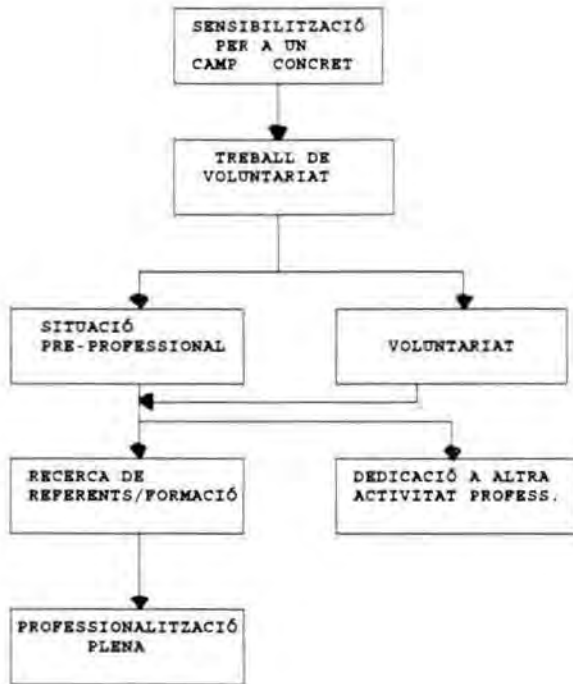 SENSIBILITZACIÓ
PER A UN
CAMP CONCRET
TREBALL DE
VOLUNTARIAT
SITUACIÓ
PRE-PROFESSIONAL
VOLUNTARIAT
RECERCA DE
REFERENTS/FORMACIÓ
DEDICACIÓ A ALTRA
ACTIVITAT PROFESS.
PROFESSIONALITZACIÓ
PLENA